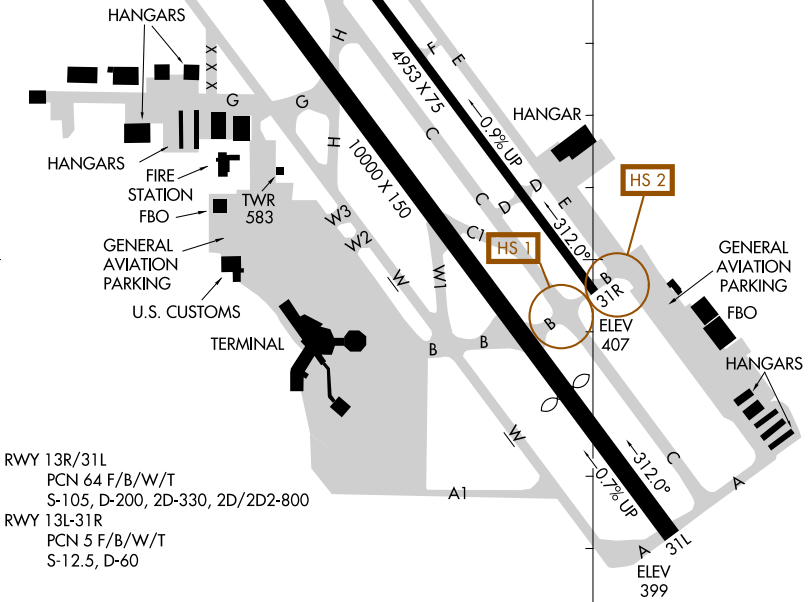 HANGARS
X
X
X
H
F
E
4953 X 75
G
G
C
H
0.9% UP
HANGAR
HANGARS
FIRE
STATION
10000 X 150
TWR
583
FBO
C
D
D
E
312.0°
HS 2
W3
W2
C1
HS 1
GENERAL
AVIATION
PARKING
GENERAL
AVIATION
PARKING
U.S. CUSTOMS
W
W1
B
31R
FBO
TERMINAL
B
B
B
ELEV
407
HANGARS
W
C
312.0°
0.7% UP
A
A1
A
31L
ELEV
399
RWY 13R/31L
PCN 64 F/B/W/T
S-105, D-200, 2D-330, 2D/2D2-800
RWY 13L-31R
PCN 5 F/B/W/T
S-12.5, D-60